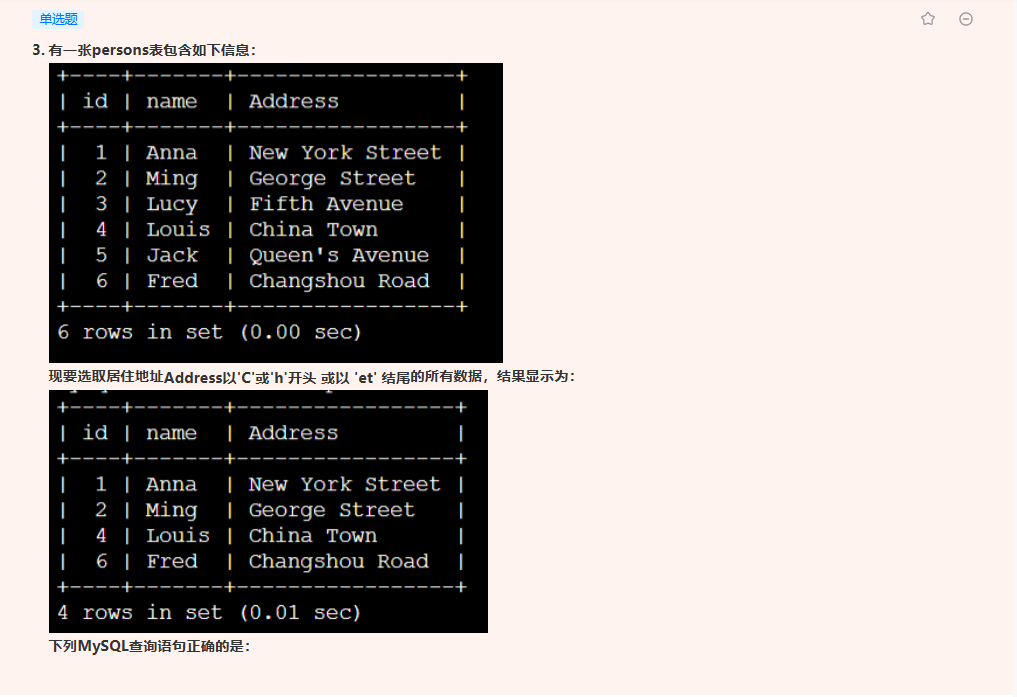 单选题
3. 有一张persons表包含如下信息：
+----+-------+-----------------+
| id | name  | Address         |
+----+-------+-----------------+
|  1 | Anna  | New York Street |
|  2 | Ming  | George Street   |
|  3 | Lucy  | Fifth Avenue    |
|  4 | Louis | China Town      |
|  5 | Jack  | Queen's Avenue  |
|  6 | Fred  | Changshou Road  |
+----+-------+-----------------+
6 rows in set (0.00 sec)
现要选取居住地址Address以'C'或'h'开头 或以 'et' 结尾的所有数据，结果显示为：
+----+-------+-----------------+
| id | name  | Address         |
+----+-------+-----------------+
|  1 | Anna  | New York Street |
|  2 | Ming  | George Street   |
|  4 | Louis | China Town      |
|  6 | Fred  | Changshou Road  |
+----+-------+-----------------+
4 rows in set (0.01 sec)
下列MySQL查询语句正确的是：